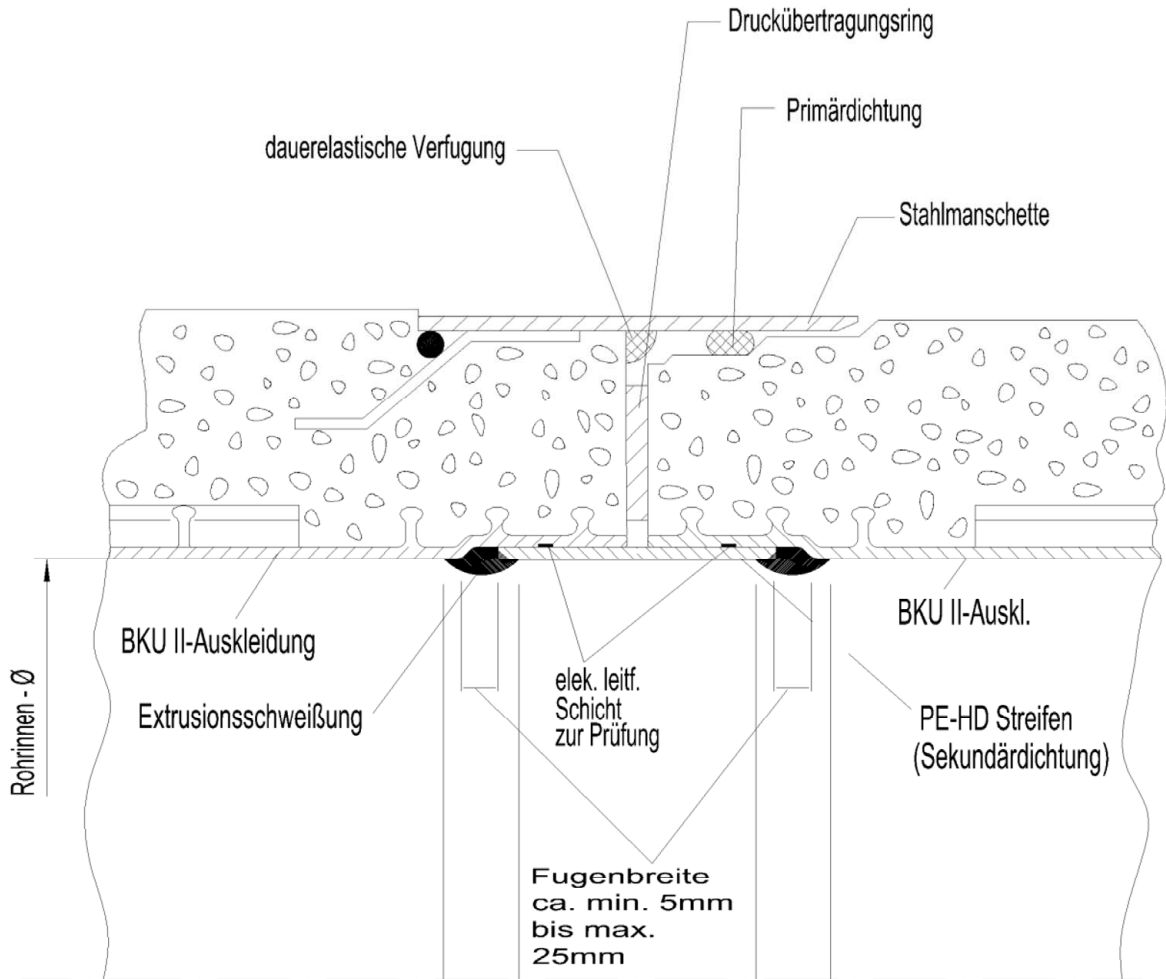 Druckübertragungsring
Primärdichtung
dauerelastische Verfugung
Stahlmanschette
BKU II-Auskleidung
BKU II-Auskl.
Rohrinnen - Ø
Extrusionsschweißung
elek. leitf.
Schicht
zur Prüfung
PE-HD Streifen
(Sekundärdichtung)
Fugenbreite
ca. min. 5mm
bis max.
25mm